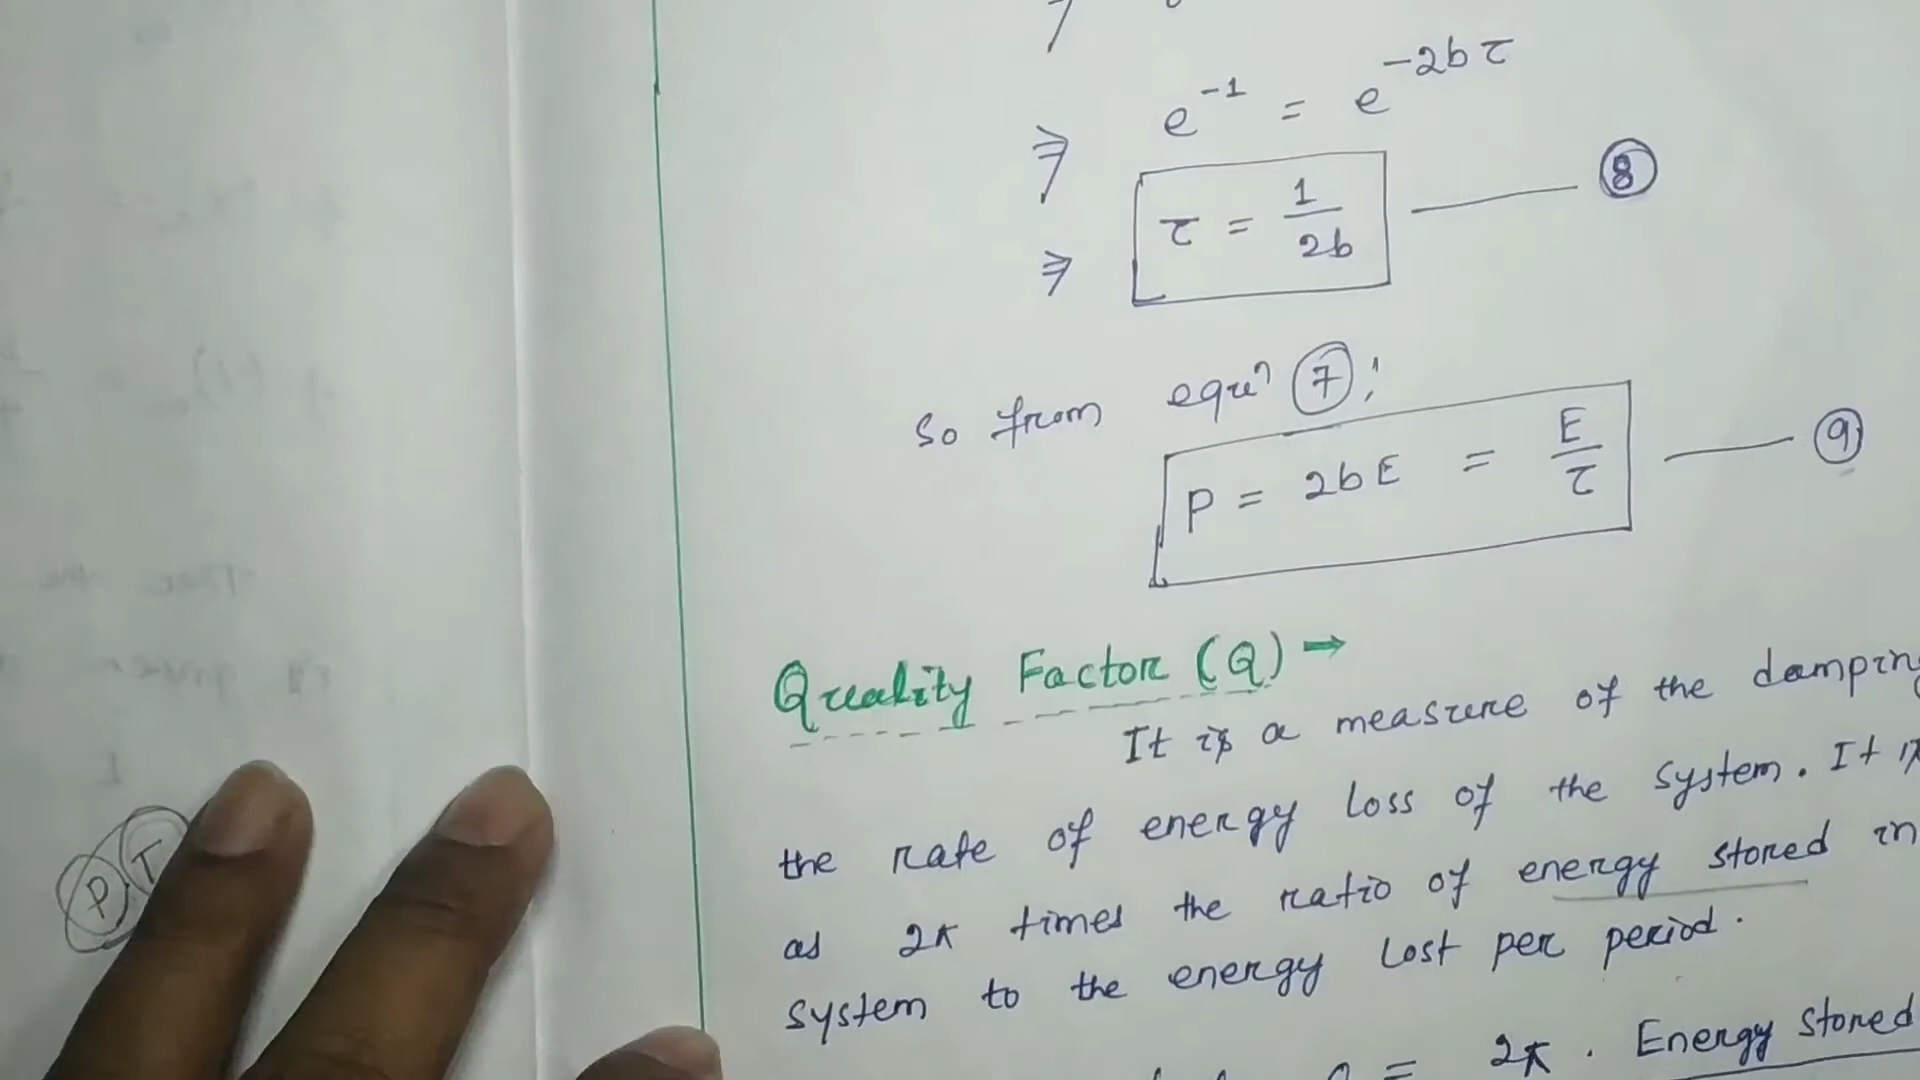 ⇒ e⁻¹ = e^(-2bτ)
⇒ τ = 1/2b —— ⑧
So from equⁿ ⑦;
P = 2bE = E/τ —— ⑨
Quality Factor (Q) →
It is a measure of the damping
the rate of energy loss of the system. It
as 2π times the ratio of energy stored in
system to the energy lost per period.
= 2π . Energy stored
P T